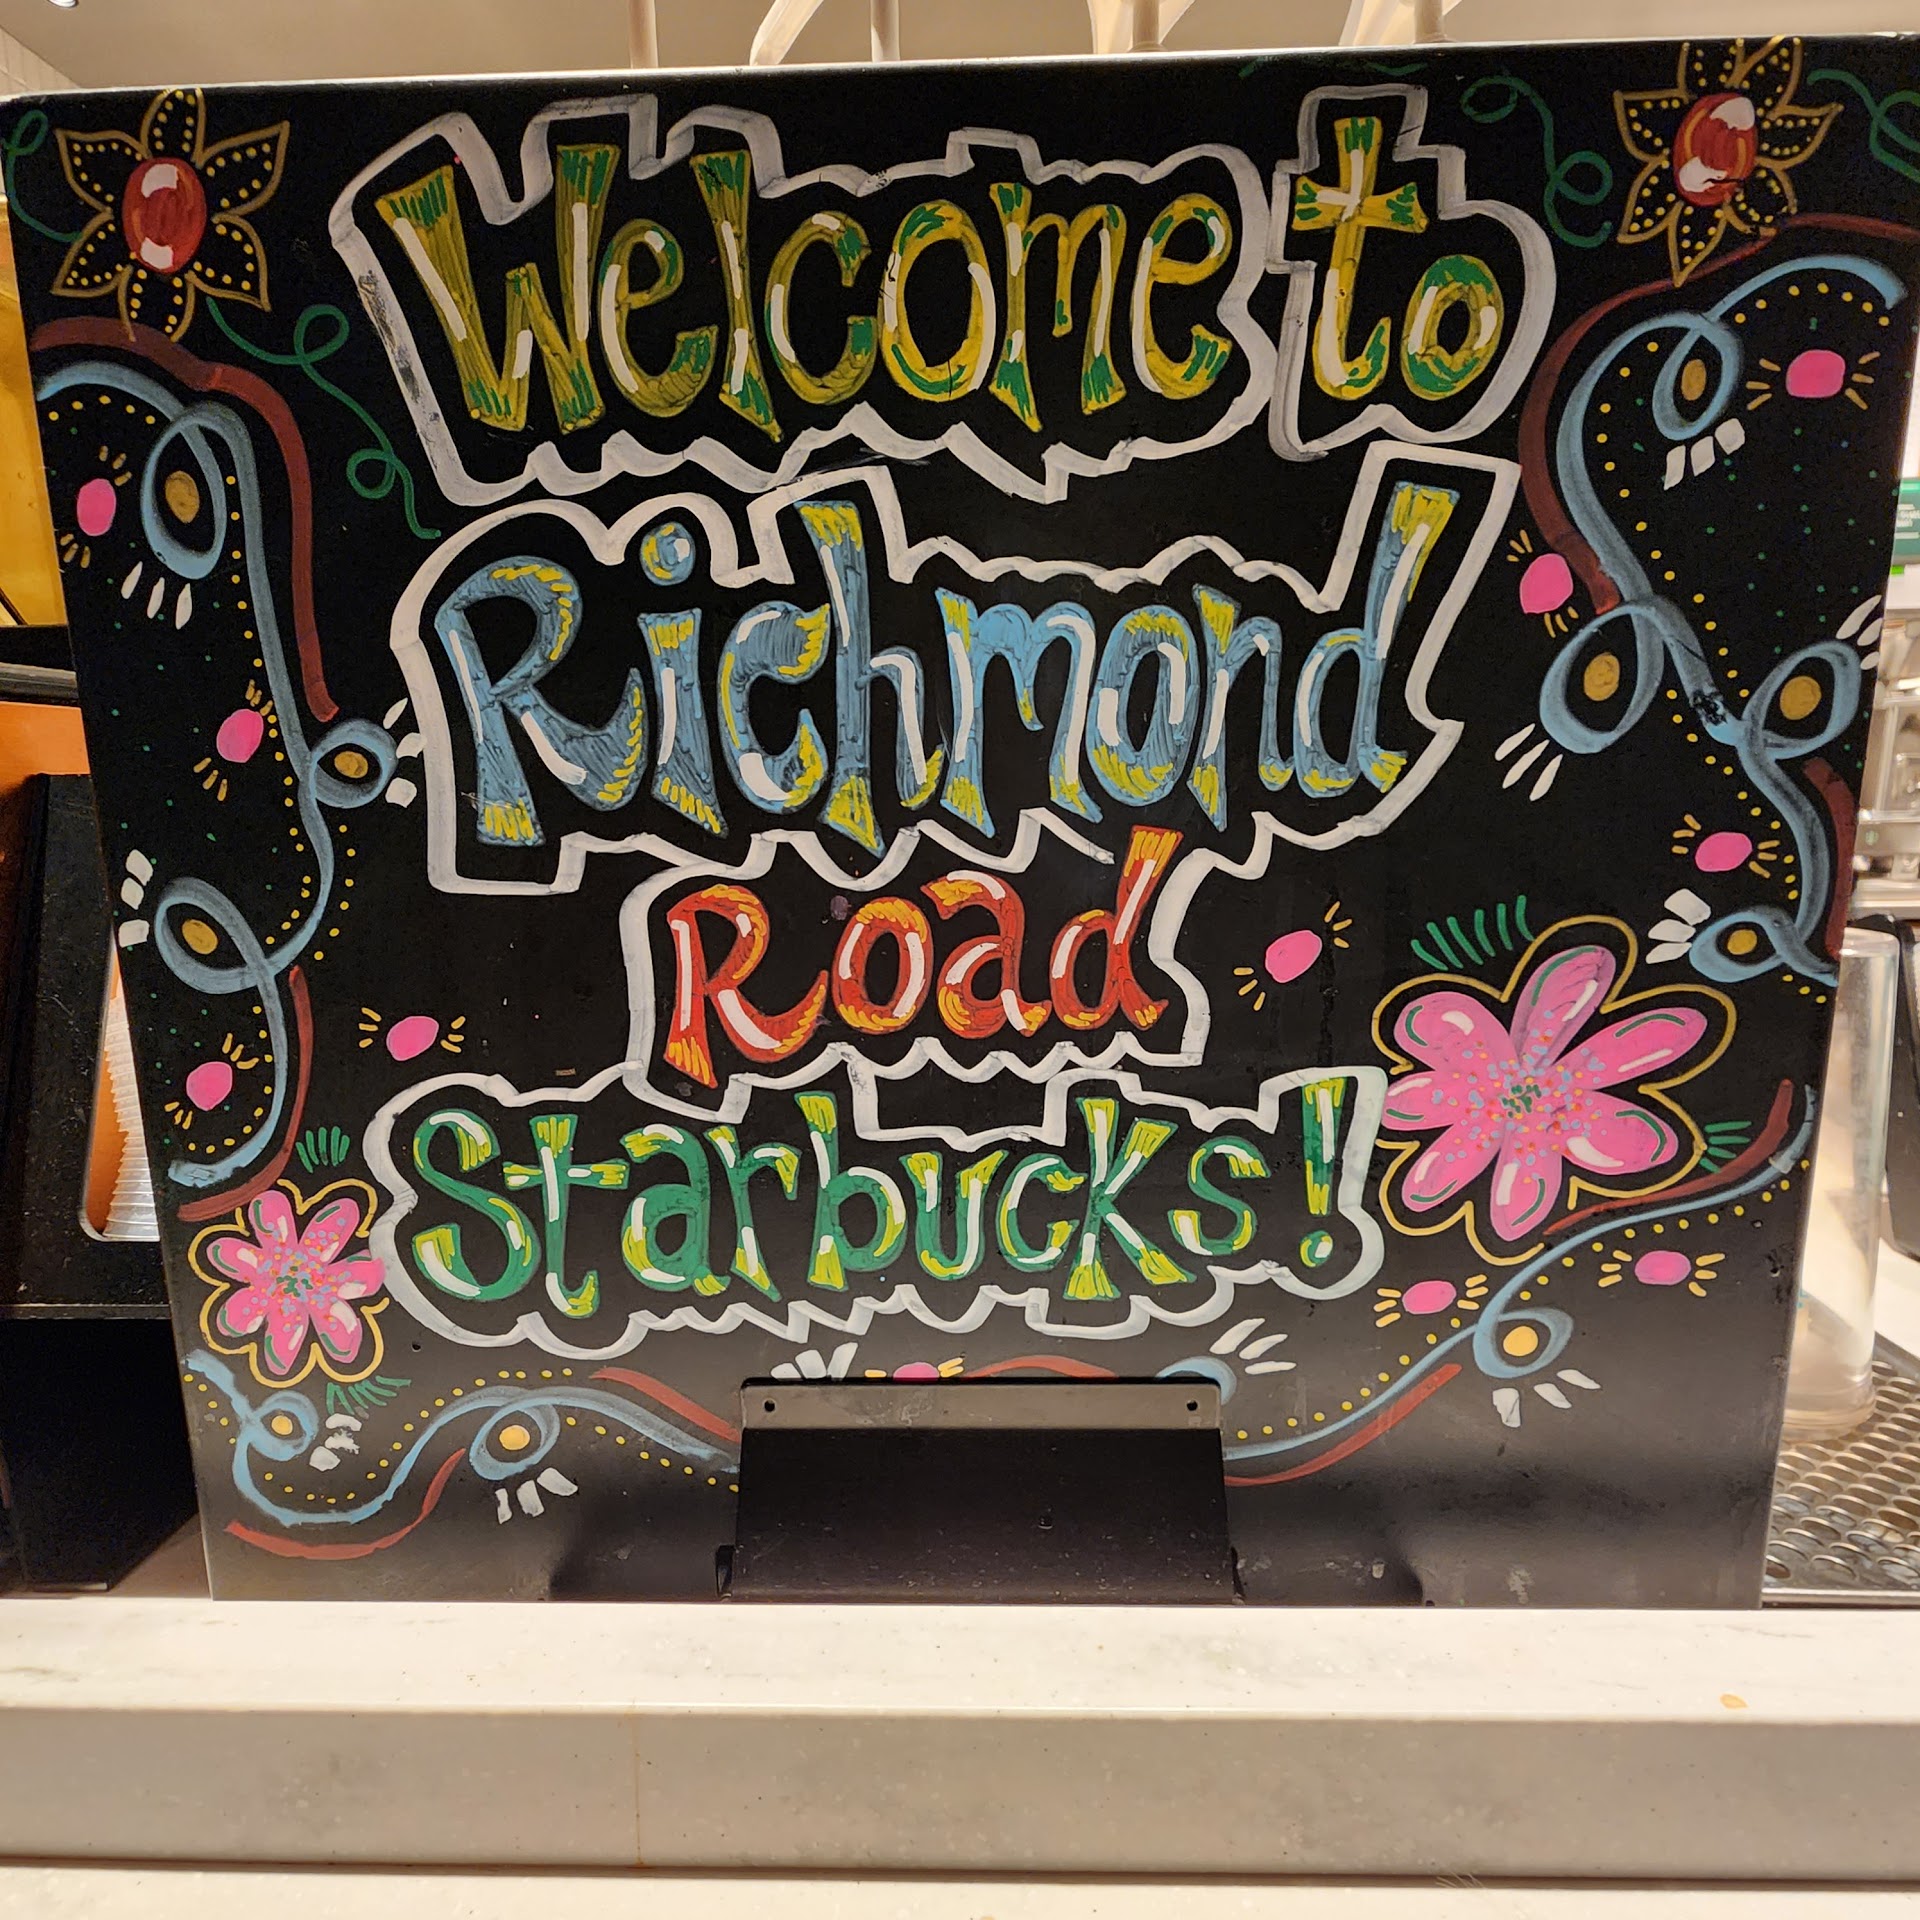 Welcome to
Richmond
Road
Starbucks!